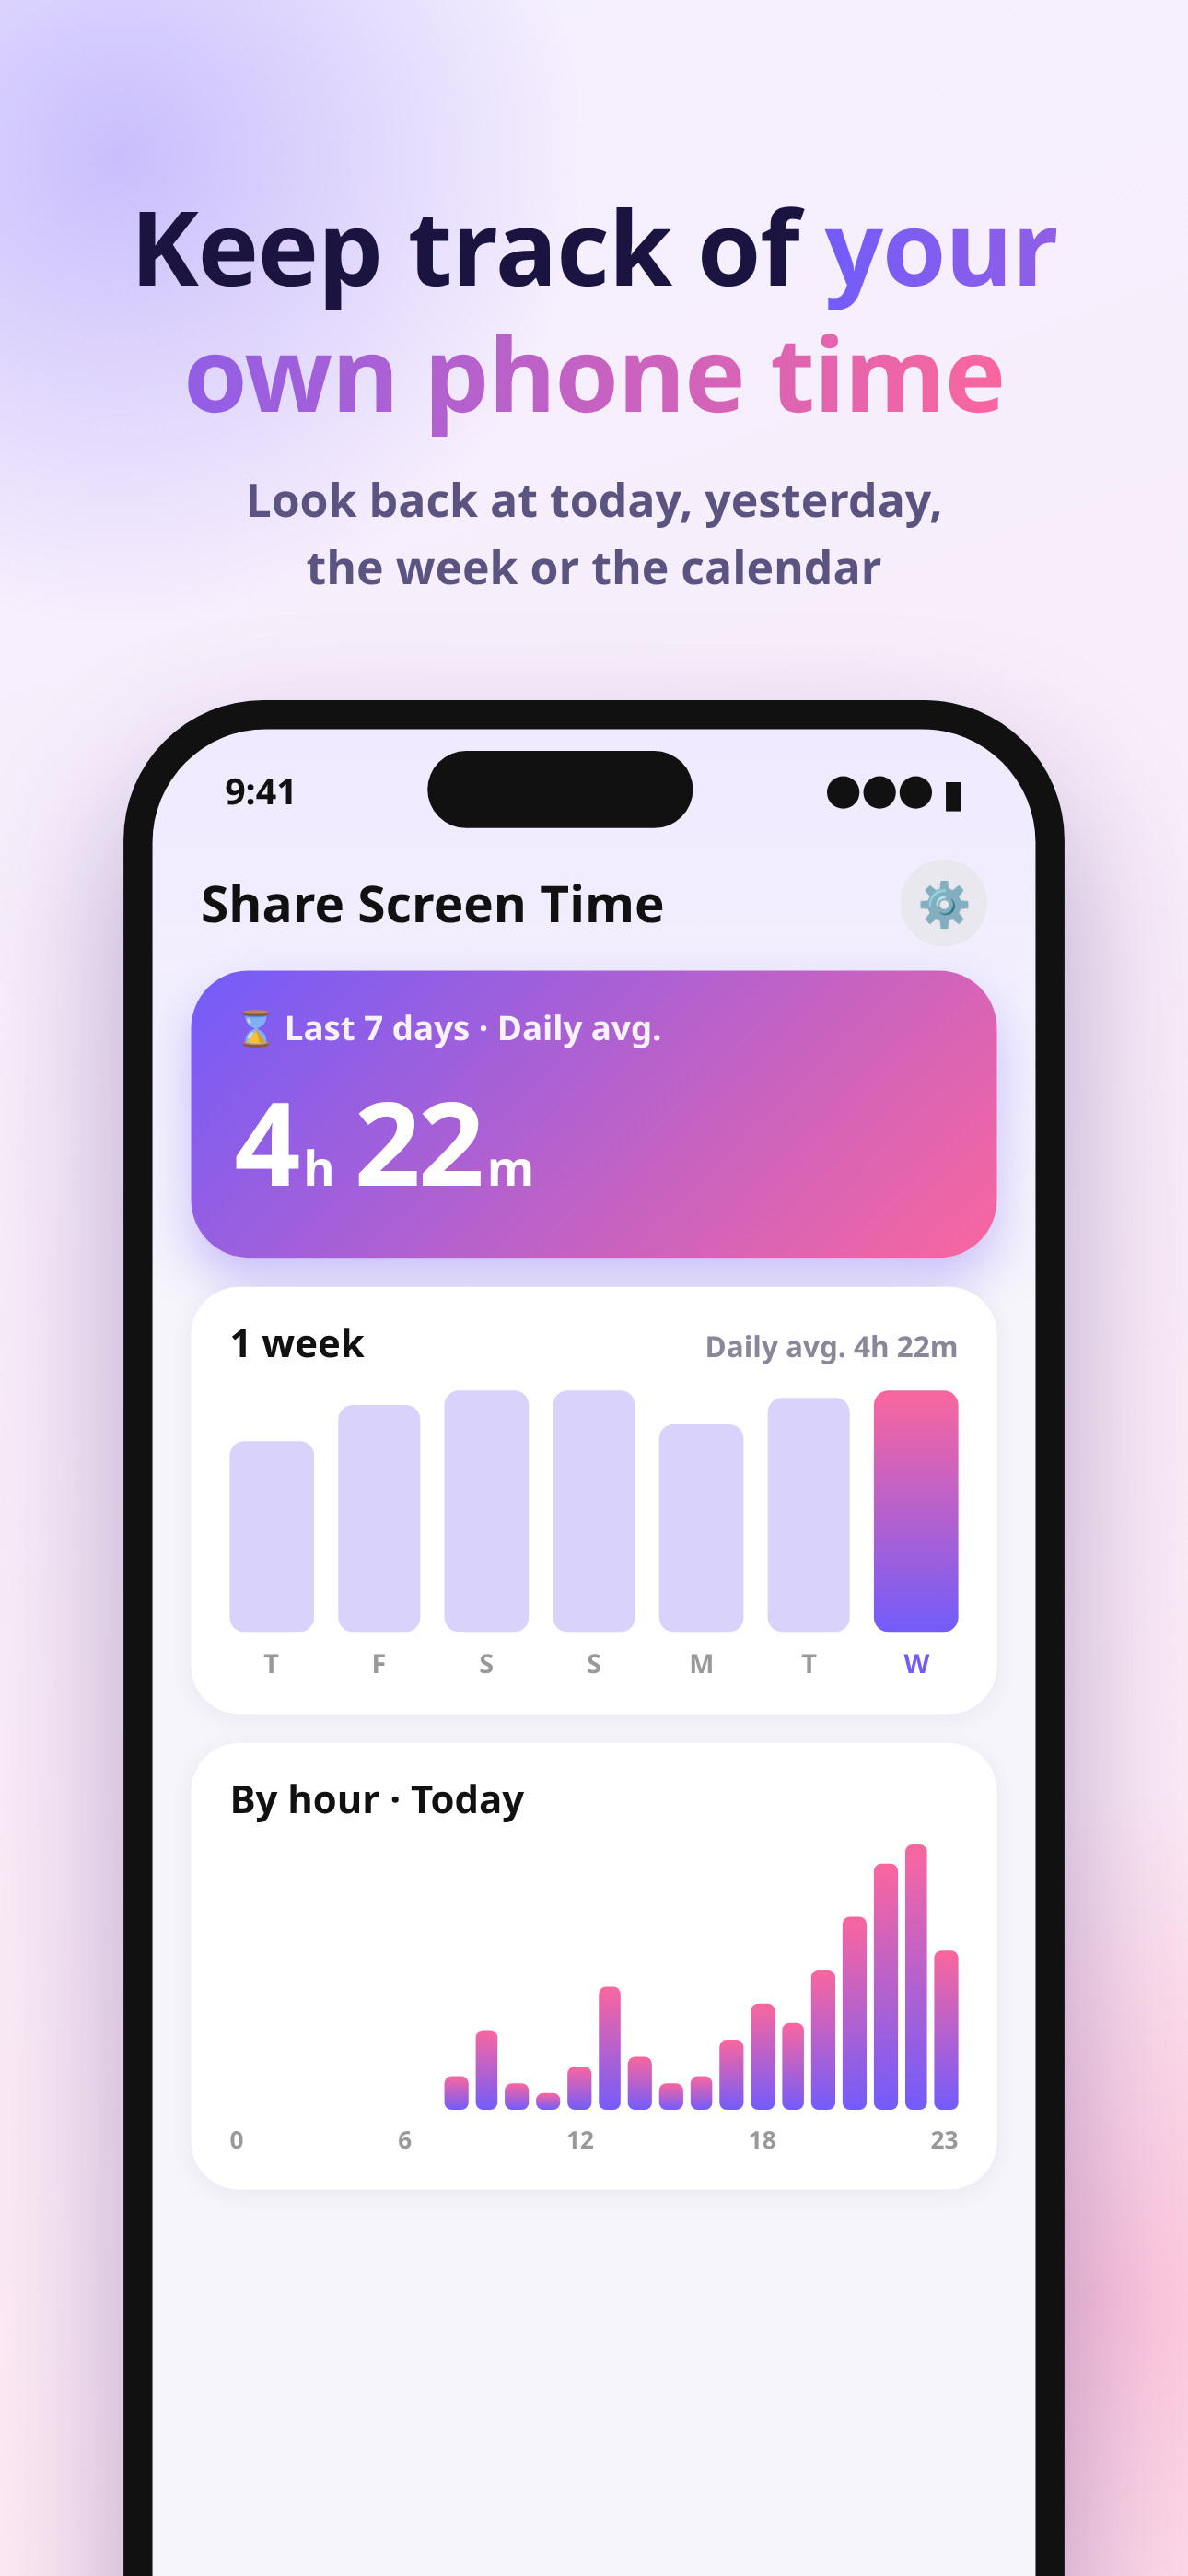 Keep track of your
own phone time
Look back at today, yesterday,
the week or the calendar
9:41
Share Screen Time
Last 7 days · Daily avg.
4h 22m
1 week
Daily avg. 4h 22m
T F S S M T W
By hour · Today
0 6 12 18 23